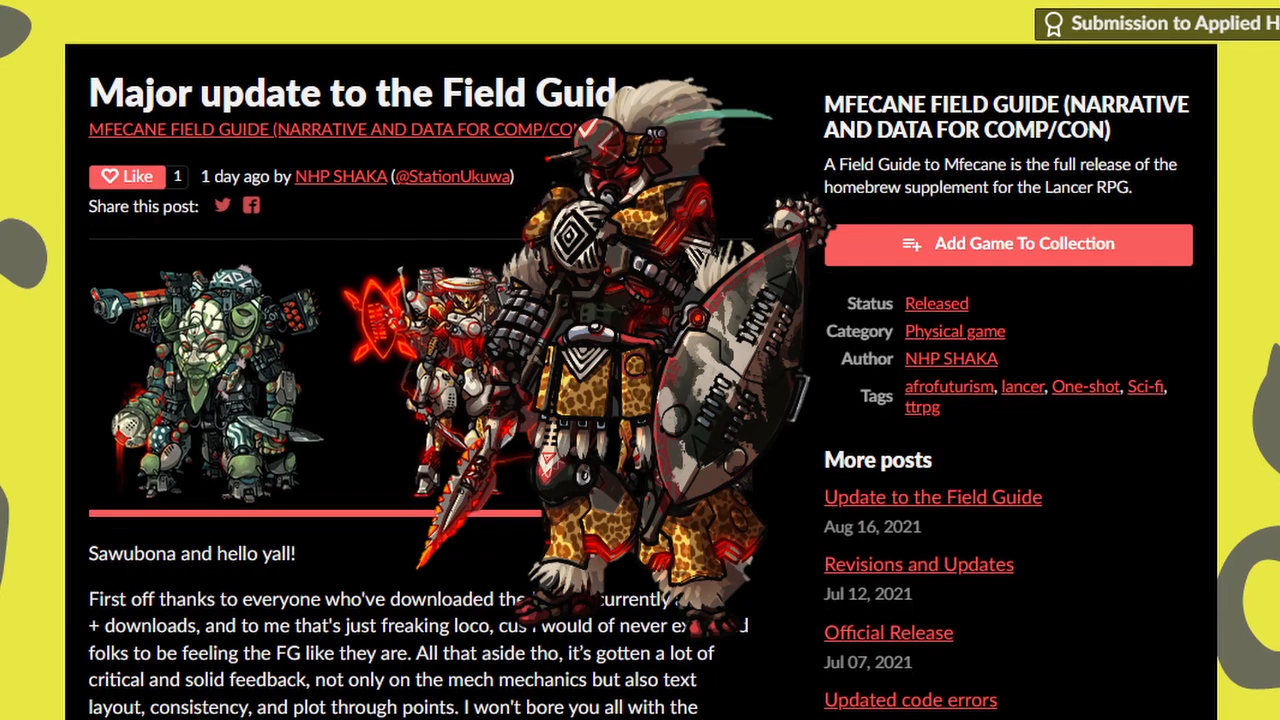 Submission to Applied H
Major update to the Field Guid
MFECANE FIELD GUIDE (NARRATIVE AND DATA FOR COMP/CO
Like 1 1 day ago by NHP SHAKA (@StationUkuwa)
Share this post:
Sawubona and hello yall!
First off thanks to everyone who've downloaded the currently
+ downloads, and to me that's just freaking loco, cus I would of never
folks to be feeling the FG like they are. All that aside tho, it's gotten a lot of
critical and solid feedback, not only on the mech mechanics but also text
layout, consistency, and plot through points. I won't bore you all with the
MFECANE FIELD GUIDE (NARRATIVE
AND DATA FOR COMP/CON)
A Field Guide to Mfecane is the full release of the
homebrew supplement for the Lancer RPG.
Add Game To Collection
Status Released
Category Physical game
Author NHP SHAKA
Tags afrofuturism, lancer, One-shot, Sci-fi,
ttrpg
More posts
Update to the Field Guide
Aug 16, 2021
Revisions and Updates
Jul 12, 2021
Official Release
Jul 07, 2021
Updated code errors